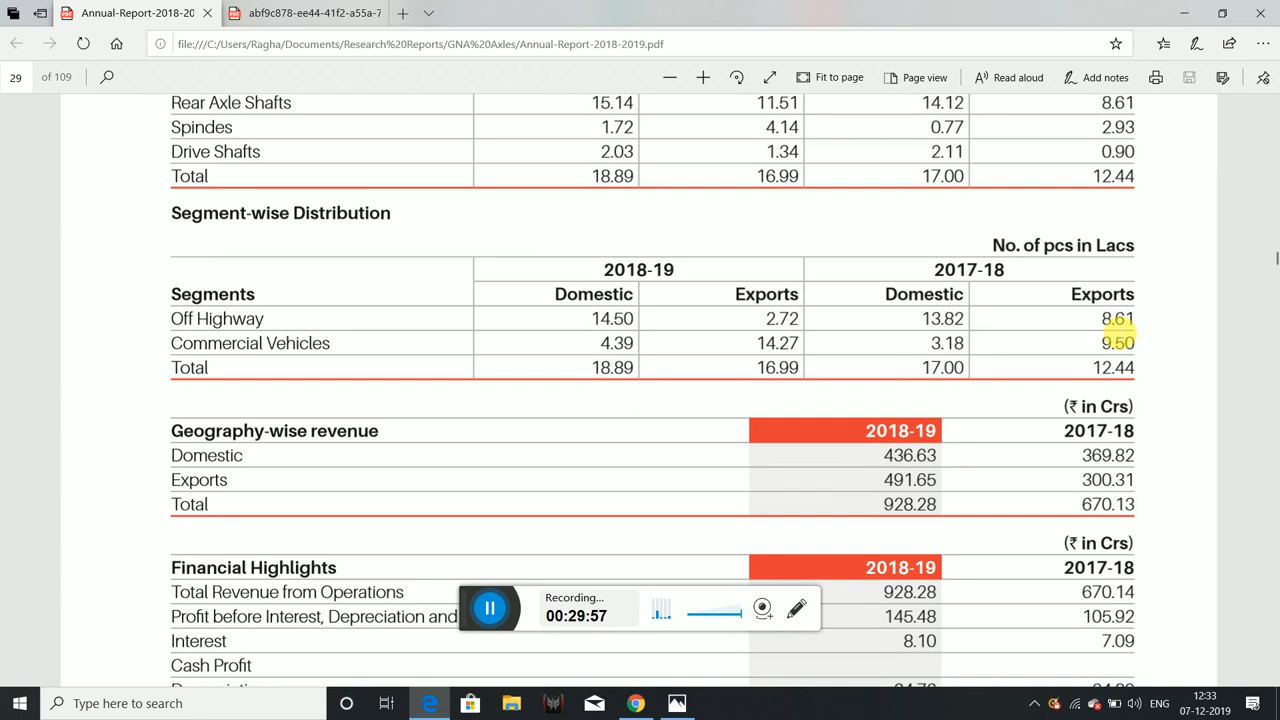 Annual-Report-2018-20
abf9c878-ee44-41f2-a55a-7
file:///C:/Users/Ragha/Documents/Research%20Reports/GNA%20Axles/Annual-Report-2018-2019.pdf
29 of 109 Fit to page Page view Read aloud Add notes
Rear Axle Shafts 15.14 11.51 14.12 8.61
Spindes 1.72 4.14 0.77 2.93
Drive Shafts 2.03 1.34 2.11 0.90
Total 18.89 16.99 17.00 12.44
Segment-wise Distribution
No. of pcs in Lacs
2018-19 2017-18
Segments Domestic Exports Domestic Exports
Off Highway 14.50 2.72 13.82 8.61
Commercial Vehicles 4.39 14.27 3.18 9.50
Total 18.89 16.99 17.00 12.44
(₹ in Crs)
Geography-wise revenue 2018-19 2017-18
Domestic 436.63 369.82
Exports 491.65 300.31
Total 928.28 670.13
(₹ in Crs)
Financial Highlights 2018-19 2017-18
Total Revenue from Operations 928.28 670.14
Profit before Interest, Depreciation and 145.48 105.92
Interest 8.10 7.09
Cash Profit
Recording...
00:29:57
Type here to search
ENG
12:33
07-12-2019